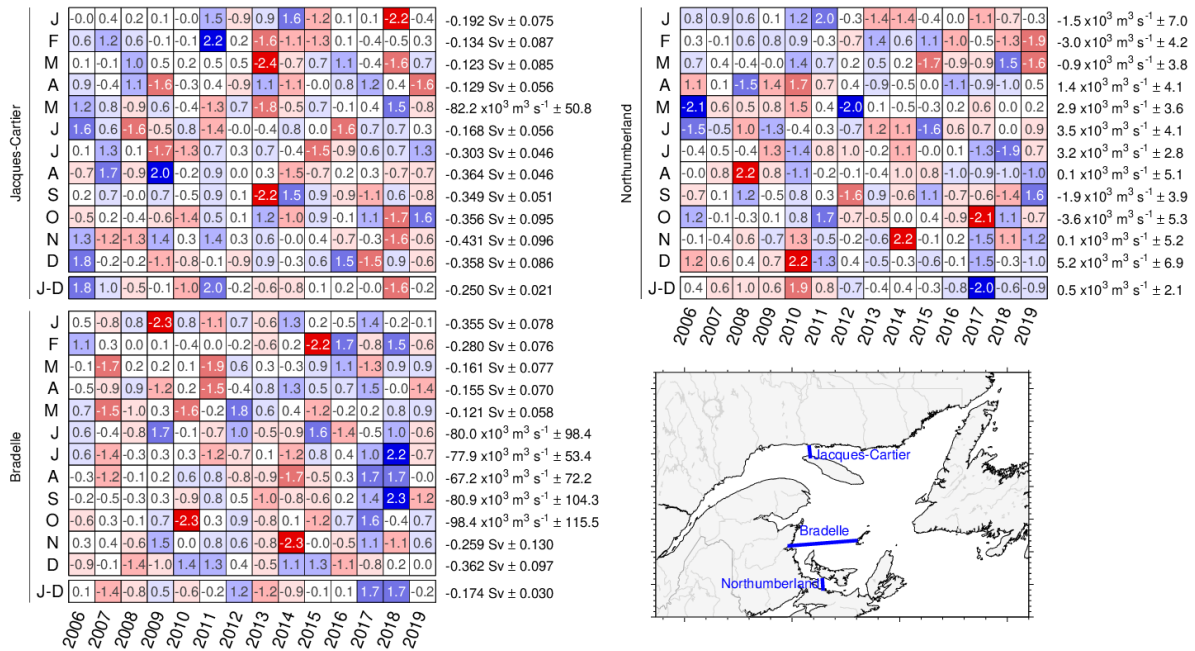 Jacques-Cartier
J -0.0 0.4 0.1 -0.0 1.5 -0.9 0.9 1.6 -1.2 0.1 0.2 -2.2 -0.4 -0.192 Sv ± 0.075
F 0.6 1.2 0.6 -0.1 -0.1 2.2 0.2 -1.6 -1.1 -1.3 0.1 -0.4 -0.5 0.3 -0.134 Sv ± 0.087
M 0.1 -0.1 1.0 0.5 0.2 0.5 0.5 -2.4 -0.7 0.7 1.1 -0.4 -1.6 0.7 -0.123 Sv ± 0.085
A 0.9 -0.4 1.1 -1.6 -0.3 0.4 -0.9 1.1 -1.1 -0.0 0.7 1.2 0.4 -1.6 -0.129 Sv ± 0.056
M 1.2 0.8 -0.9 0.6 -0.4 -1.3 0.7 -1.8 -0.5 0.7 -0.1 0.4 1.5 -0.8 -82.2 x10³ m³ s⁻¹ ± 50.8
J 1.6 0.6 -1.6 -0.5 0.8 -1.4 -0.0 -0.4 0.8 0.0 -1.6 0.7 0.7 0.3 -0.168 Sv ± 0.056
J 0.1 1.3 -0.1 -1.7 -1.3 0.7 0.3 0.7 -0.4 -1.5 -0.9 0.6 -0.7 1.3 -0.303 Sv ± 0.046
A -0.7 1.7 -0.9 2.0 -0.2 0.9 0.0 0.3 -1.5 -0.7 -0.2 0.3 -0.7 -0.7 -0.364 Sv ± 0.046
S 0.2 0.7 -0.0 -0.7 0.5 -0.9 0.1 -2.2 1.5 0.9 -0.9 -1.1 0.6 -0.8 -0.349 Sv ± 0.051
O -0.5 0.2 -0.4 -0.6 -1.4 0.5 0.1 1.2 -1.0 0.9 -0.1 1.1 -1.7 1.6 -0.356 Sv ± 0.095
N 1.3 -1.2 -1.3 1.4 0.3 1.4 0.3 0.6 -0.0 0.4 -0.7 -0.3 -1.6 -0.6 -0.431 Sv ± 0.096
D 1.8 -0.2 -0.2 -1.1 -0.8 0.1 -0.9 0.6 -0.4 0.6 1.5 -1.5 0.9 -0.6 -0.358 Sv ± 0.086
J-D 1.8 1.0 -0.5 -0.1 -1.0 2.0 -0.2 -0.6 -0.8 0.1 -0.2 -0.0 -1.6 -0.2 -0.250 Sv ± 0.021
Bradelle
J 0.5 -0.8 0.8 -2.3 0.8 -1.1 0.7 -0.6 1.3 0.2 -0.5 1.4 -0.2 -0.1 -0.355 Sv ± 0.078
F 1.1 0.3 0.0 0.1 -0.4 0.0 -0.2 -0.6 0.2 -2.2 1.7 -0.8 1.5 -0.6 -0.280 Sv ± 0.076
M -0.1 -1.7 0.2 0.2 -0.1 -1.9 0.6 0.3 -0.3 0.9 1.1 -1.3 0.9 0.9 -0.161 Sv ± 0.077
A -0.5 -0.9 0.9 -1.2 0.2 -1.5 -0.4 0.8 1.3 0.5 0.7 1.5 -0.0 -1.4 -0.155 Sv ± 0.070
M 0.7 -1.5 -1.0 0.3 -1.6 -0.2 1.8 0.6 0.4 -1.2 -0.2 0.2 0.8 0.9 -0.121 Sv ± 0.058
J 0.6 -0.4 -0.8 1.7 -0.1 -0.7 1.0 -0.5 -0.9 1.6 -1.4 -0.5 1.0 -0.6 -80.0 x10³ m³ s⁻¹ ± 98.4
J 0.6 -1.4 -0.3 -0.3 -0.3 -1.2 -0.7 0.1 -1.2 0.8 0.4 1.0 2.2 -0.7 -77.9 x10³ m³ s⁻¹ ± 53.4
A -0.3 -1.2 -0.1 0.2 0.6 0.8 -0.8 -0.7 -1.7 -0.5 0.3 1.7 1.7 -0.0 -67.2 x10³ m³ s⁻¹ ± 72.2
S -0.2 -0.5 -0.3 -0.9 0.8 0.5 -1.0 -0.8 -0.6 0.2 1.4 2.3 -1.2 -80.9 x10³ m³ s⁻¹ ± 104.3
O -0.6 -0.3 -0.1 0.7 -2.3 0.3 0.9 -0.8 0.1 -1.2 0.7 1.6 -0.4 0.7 -98.4 x10³ m³ s⁻¹ ± 115.5
N 0.3 0.4 -0.6 1.5 0.0 0.8 0.6 -0.6 -2.3 -0.0 -0.5 1.1 -1.1 0.6 -0.259 Sv ± 0.130
D -0.9 -0.1 -1.4 -1.0 1.4 1.3 0.4 -0.5 1.1 1.3 -1.1 -0.8 0.2 -0.362 Sv ± 0.097
J-D 0.1 -1.4 -0.8 0.5 -0.6 -0.2 1.2 -1.2 -0.9 -0.1 0.1 1.7 1.7 -0.2 -0.174 Sv ± 0.030
2006 2007 2008 2009 2010 2011 2012 2013 2014 2015 2016 2017 2018 2019
Northumberland
J 0.8 0.9 0.6 0.1 1.2 2.0 -0.3 -1.4 -1.4 -0.4 0.0 -1.1 -0.7 -0.3 -1.5 x10³ m³ s⁻¹ ± 7.0
F 0.3 -0.1 0.6 0.8 0.9 -0.3 -0.7 1.4 0.6 1.1 -1.0 -0.5 -1.3 -1.9 -3.0 x10³ m³ s⁻¹ ± 4.2
M 0.7 0.4 -0.4 -0.0 1.4 0.7 0.4 0.7 -0.5 -1.7 -0.9 -0.3 1.5 -1.6 -0.9 x10³ m³ s⁻¹ ± 3.8
A 1.1 0.1 -1.5 0.8 1.7 -0.7 0.4 -0.9 -0.5 0.1 -1.1 -0.9 -1.0 0.5 1.4 x10³ m³ s⁻¹ ± 4.1
M -2.1 0.6 0.5 0.8 1.5 0.4 -2.0 0.1 -0.5 -0.3 0.2 0.6 0.0 0.2 2.9 x10³ m³ s⁻¹ ± 3.6
J -1.5 -0.5 1.0 -1.3 -0.4 0.3 -0.7 1.2 1.1 -1.6 0.6 0.7 0.0 0.9 3.5 x10³ m³ s⁻¹ ± 4.1
J -0.4 0.5 -0.5 1.3 -1.4 0.8 -0.2 0.7 1.1 -0.0 0.9 -1.3 -1.9 0.7 3.2 x10³ m³ s⁻¹ ± 2.8
A -0.0 0.8 2.2 0.8 -1.1 -0.2 -0.1 -0.4 1.0 0.8 -1.0 -0.9 -1.0 -1.0 0.1 x10³ m³ s⁻¹ ± 5.1
S -0.7 0.1 1.2 -0.5 0.8 0.3 -1.2 -1.6 -0.6 1.1 -0.7 -0.6 -1.4 1.6 -1.9 x10³ m³ s⁻¹ ± 3.9
O 1.2 -0.1 -0.3 0.1 0.8 1.7 -0.7 -0.5 0.0 0.4 -0.9 -2.1 1.1 -0.7 -3.6 x10³ m³ s⁻¹ ± 5.3
N -0.1 -0.4 0.6 -0.7 1.3 -0.5 -0.2 -0.6 2.2 -0.1 0.2 -1.5 1.1 -1.2 0.1 x10³ m³ s⁻¹ ± 5.2
D 1.2 0.6 0.4 0.7 2.2 -1.3 0.4 -0.5 -0.3 -0.6 0.1 -1.5 -0.3 -1.0 5.2 x10³ m³ s⁻¹ ± 6.9
J-D 0.4 0.6 1.0 0.6 1.9 0.8 -0.7 -0.4 -0.0 -0.2 -0.7 -2.0 -0.6 -0.9 0.5 x10³ m³ s⁻¹ ± 2.1
2006 2007 2008 2009 2010 2011 2012 2013 2014 2015 2016 2017 2018 2019
Jacques-Cartier
Bradelle
Northumberland